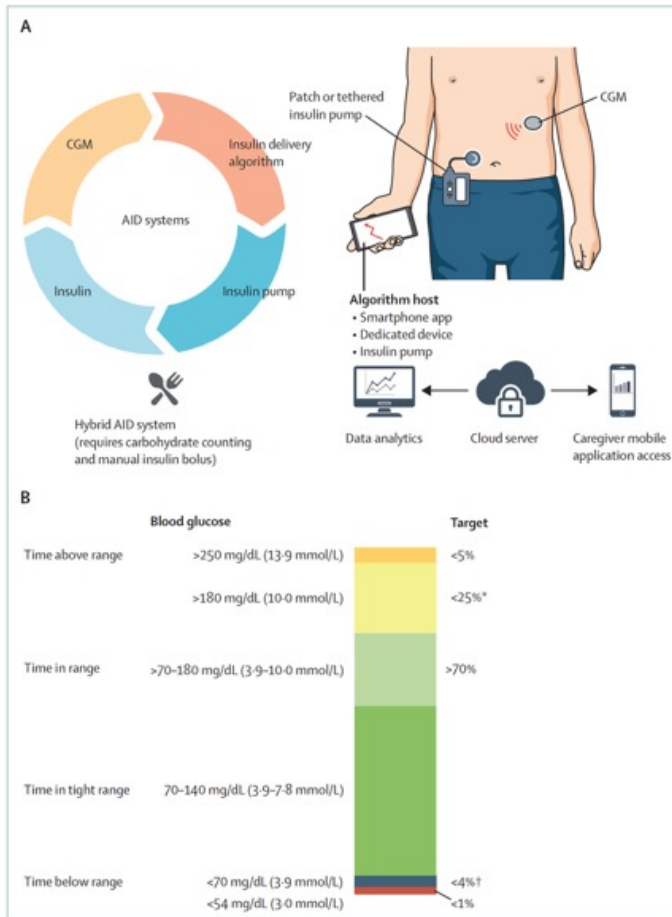 A
CGM
Insulin delivery
algorithm
AID systems
Insulin
Insulin pump
Hybrid AID system
(requires carbohydrate counting
and manual insulin bolus)
Patch or tethered
insulin pump
CGM
Algorithm host
• Smartphone app
• Dedicated device
• Insulin pump
Data analytics
Cloud server
Caregiver mobile
application access
B
Blood glucose
Target
Time above range
>250 mg/dL (13·9 mmol/L)
<5%
>180 mg/dL (10·0 mmol/L)
<25%*
Time in range
>70–180 mg/dL (3·9–10·0 mmol/L)
>70%
Time in tight range
70–140 mg/dL (3·9–7·8 mmol/L)
Time below range
<70 mg/dL (3·9 mmol/L)
<4%†
<54 mg/dL (3·0 mmol/L)
<1%